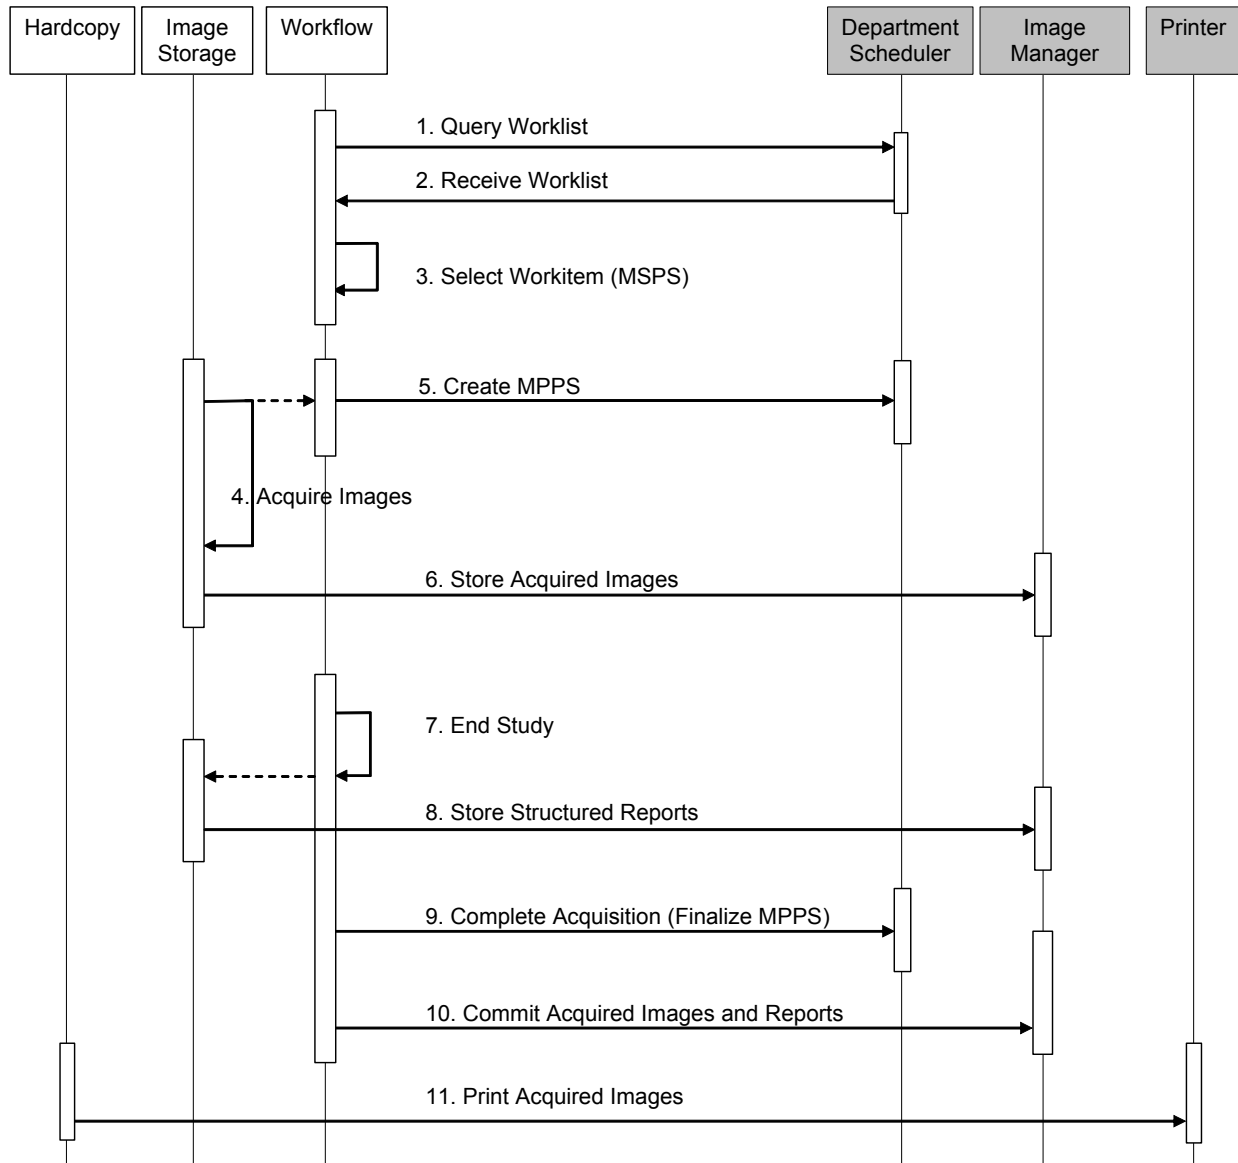 Hardcopy
Image
Storage
Workflow
Department
Scheduler
Image
Manager
Printer
1. Query Worklist
2. Receive Worklist
3. Select Workitem (MSPS)
5. Create MPPS
4. Acquire Images
6. Store Acquired Images
7. End Study
8. Store Structured Reports
9. Complete Acquisition (Finalize MPPS)
10. Commit Acquired Images and Reports
11. Print Acquired Images